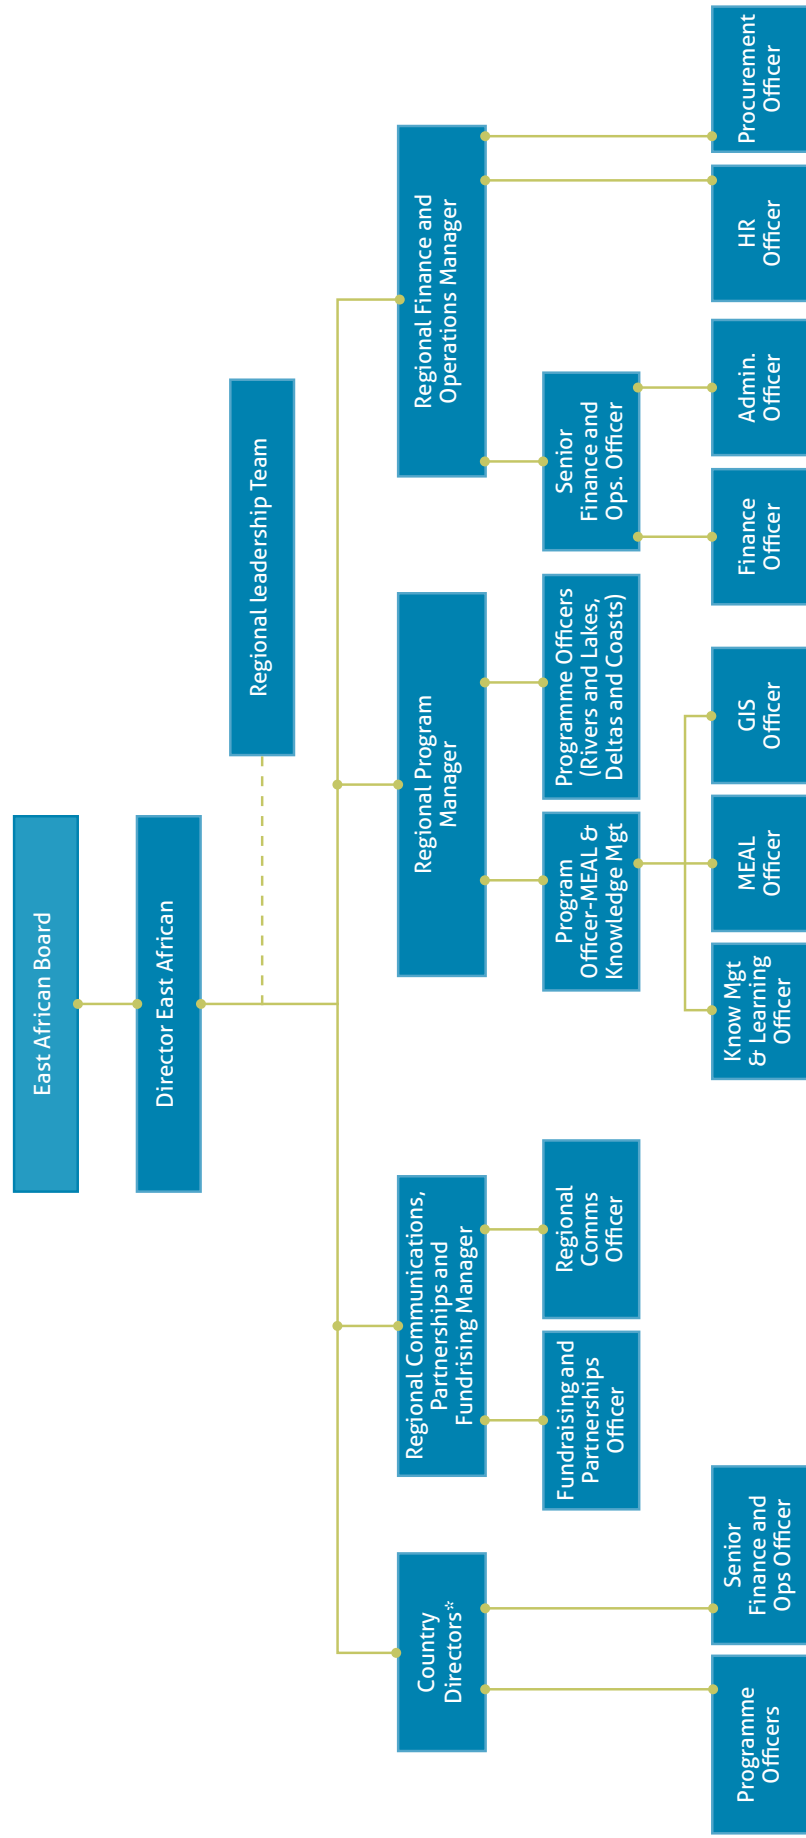 East African Board
Director East African
Regional leadership Team
Country
Directors*
Regional Communications,
Partnerships and
Fundrising Manager
Regional Program
Manager
Regional Finance and
Operations Manager
Fundraising and
Partnerships
Officer
Regional
Comms
Officer
Program
Officer-MEAL &
Knowledge Mgt
Programme Officers
(Rivers and Lakes,
Deltas and Coasts)
Senior
Finance and
Ops. Officer
Programme
Officers
Senior
Finance and
Ops Officer
Know Mgt
& Learning
Officer
MEAL
Officer
GIS
Officer
Finance
Officer
Admin.
Officer
HR
Officer
Procurement
Officer